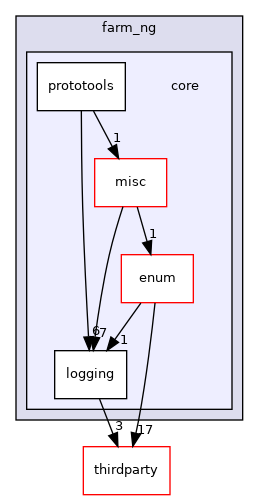 farm_ng
prototools
core
1
misc
1
enum
6
7
1
logging
3
17
thirdparty